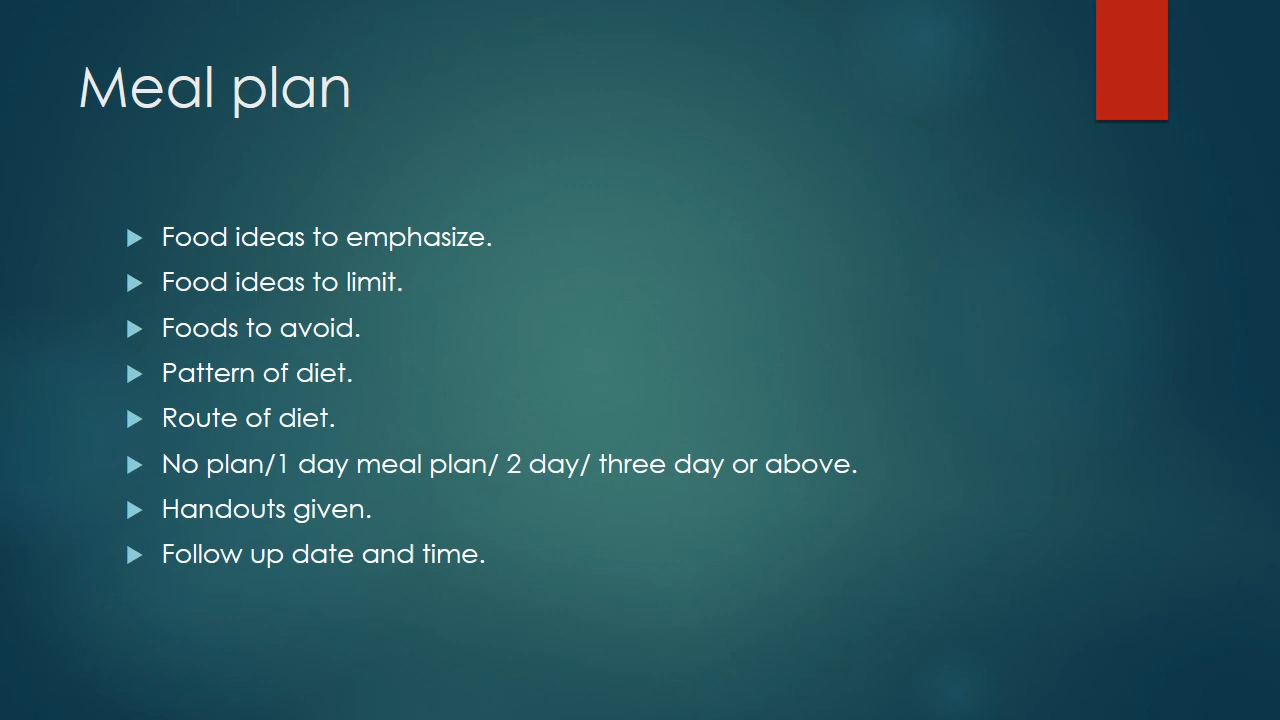 Meal plan
Food ideas to emphasize.
Food ideas to limit.
Foods to avoid.
Pattern of diet.
Route of diet.
No plan/1 day meal plan/ 2 day/ three day or above.
Handouts given.
Follow up date and time.